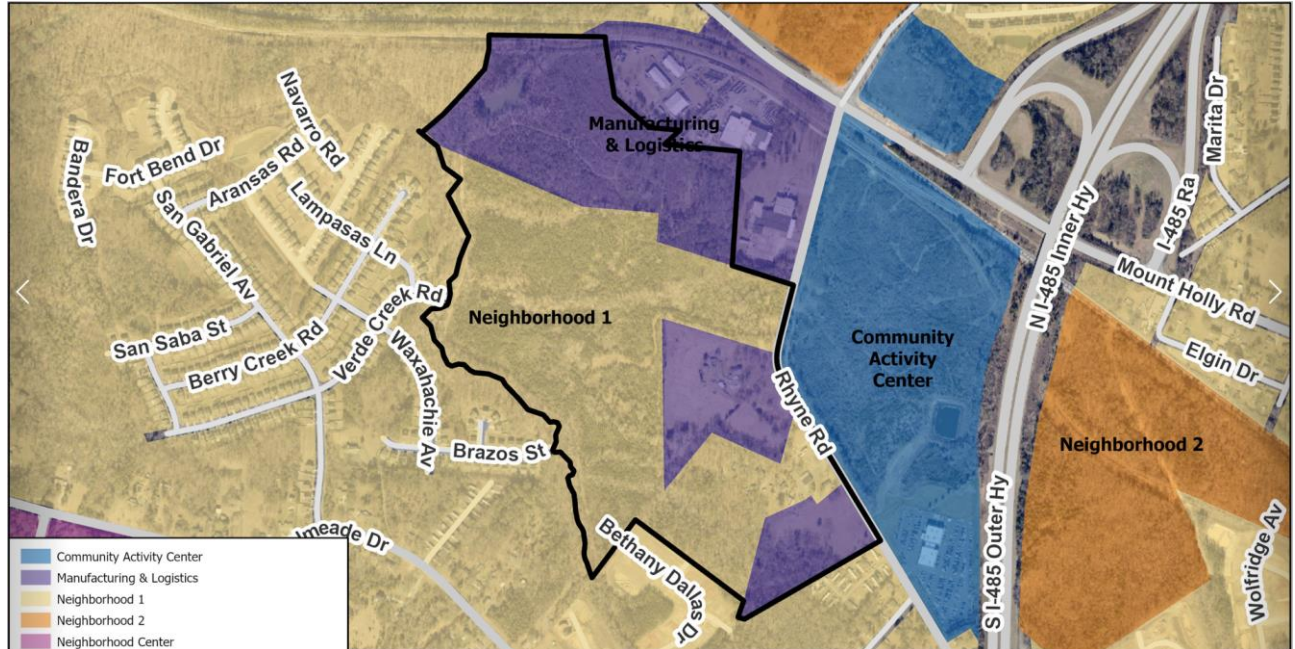 Navarro Rd
Fort Bend Dr
Aransas Rd
Bandera Dr
San Gabriel Av
Lampasas Ln
Manufacturing
& Logistics
Marita Dr
I-485 Ra
N I-485 Inner Hy
Mount Holly Rd
Verde Creek Rd
Neighborhood 1
San Saba St
Berry Creek Rd
Waxahachie Av
Community
Activity
Center
Elgin Dr
Rhyne Rd
Brazos St
Neighborhood 2
S I-485 Outer Hy
Bethany Dallas Dr
lmeade Dr
Wolfridge Av
Community Activity Center
Manufacturing & Logistics
Neighborhood 1
Neighborhood 2
Neighborhood Center